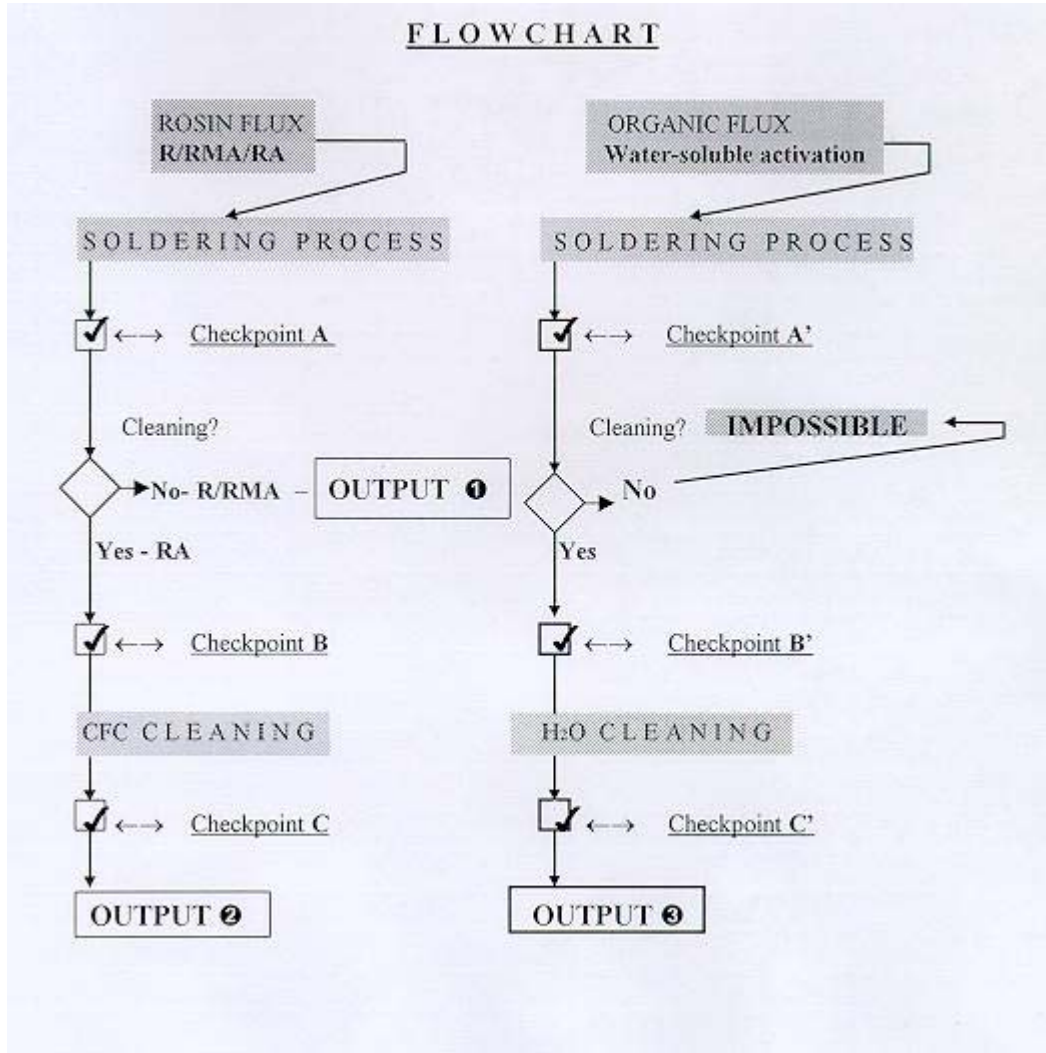 FLOWCHART
ROSIN FLUX
R/RMA/RA
SOLDERING PROCESS
Checkpoint A
Cleaning?
No- R/RMA – OUTPUT ❶
Yes - RA
Checkpoint B
CFC CLEANING
Checkpoint C
OUTPUT ❷
ORGANIC FLUX
Water-soluble activation
SOLDERING PROCESS
Checkpoint A’
Cleaning? IMPOSSIBLE
No
Yes
Checkpoint B’
H2O CLEANING
Checkpoint C’
OUTPUT ❸